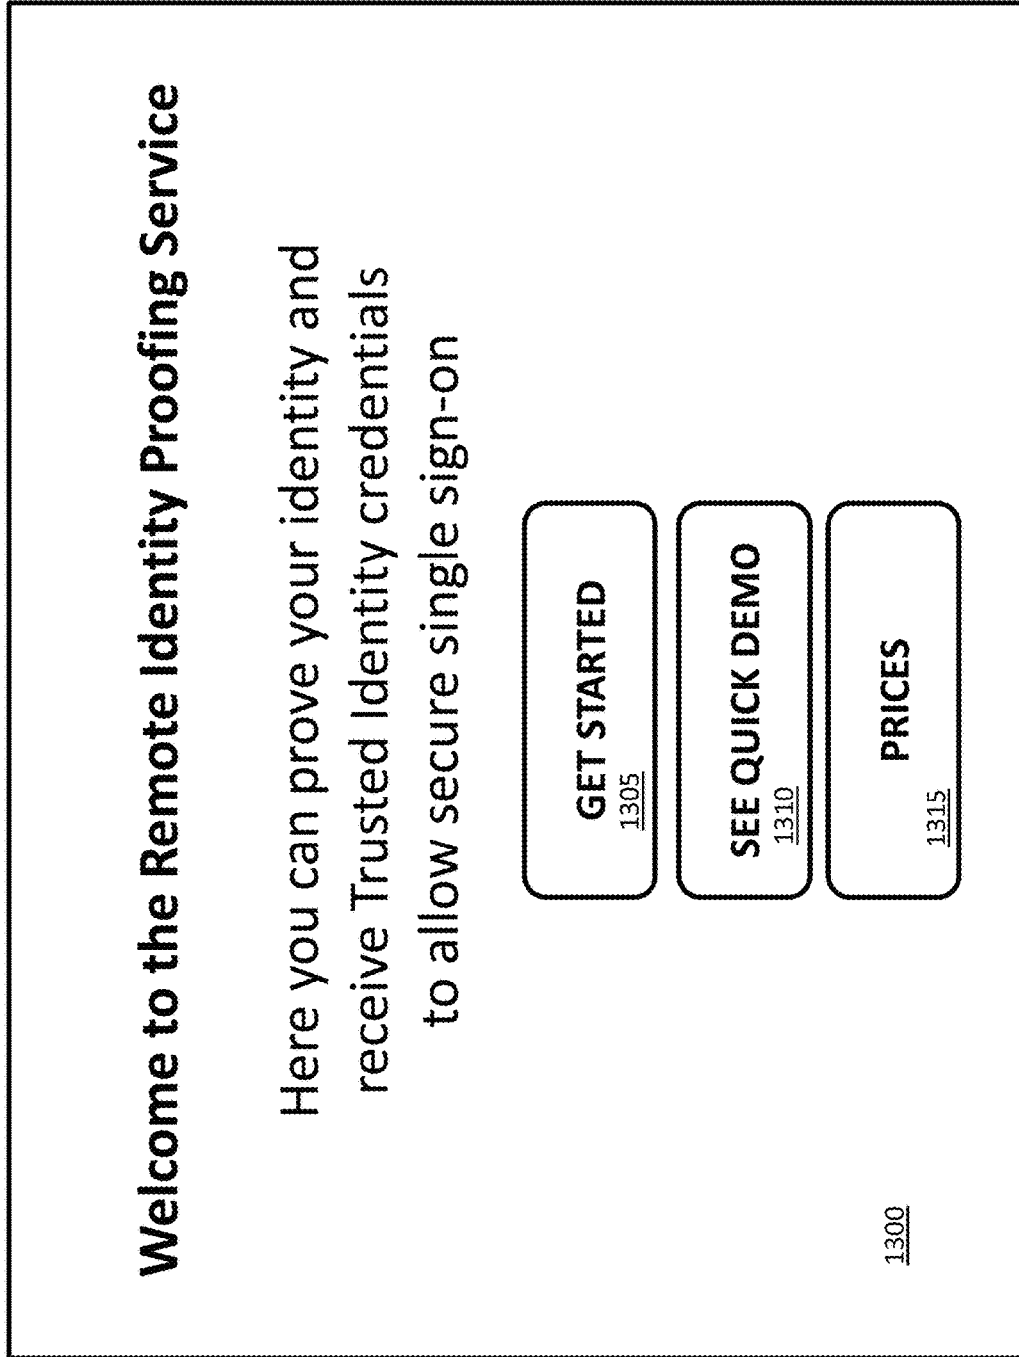 Welcome to the Remote Identity Proofing Service
Here you can prove your identity and
receive Trusted Identity credentials
to allow secure single sign-on
GET STARTED
1305
SEE QUICK DEMO
1310
PRICES
1315
1300